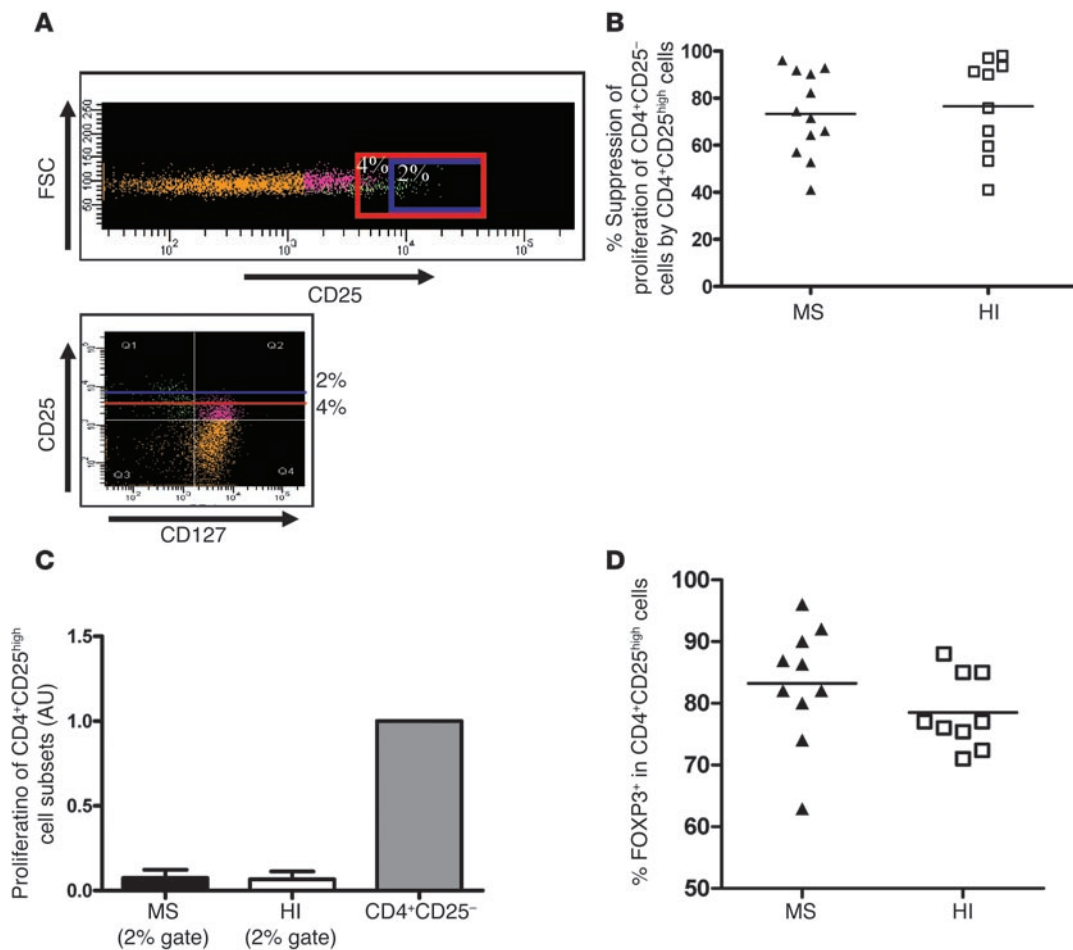 A
FSC
250
200
150
100
50
4%
2%
10²
10³
10⁴
10⁵
CD25
Q1
Q2
Q3
Q4
2%
4%
CD25
10⁵
10⁴
10³
10²
10²
10³
10⁴
10⁵
CD127
B
% Suppression of
proliferation of CD4⁺CD25⁻
cells by CD4⁺CD25ʰⁱᵍʰ cells
100
80
60
40
20
0
MS
HI
C
Proliferatino of CD4⁺CD25ʰⁱᵍʰ
cell subsets (AU)
1.5
1.0
0.5
0.0
MS
(2% gate)
HI
(2% gate)
CD4⁺CD25⁻
D
% FOXP3⁺ in CD4⁺CD25ʰⁱᵍʰ cells
100
90
80
70
60
50
MS
HI